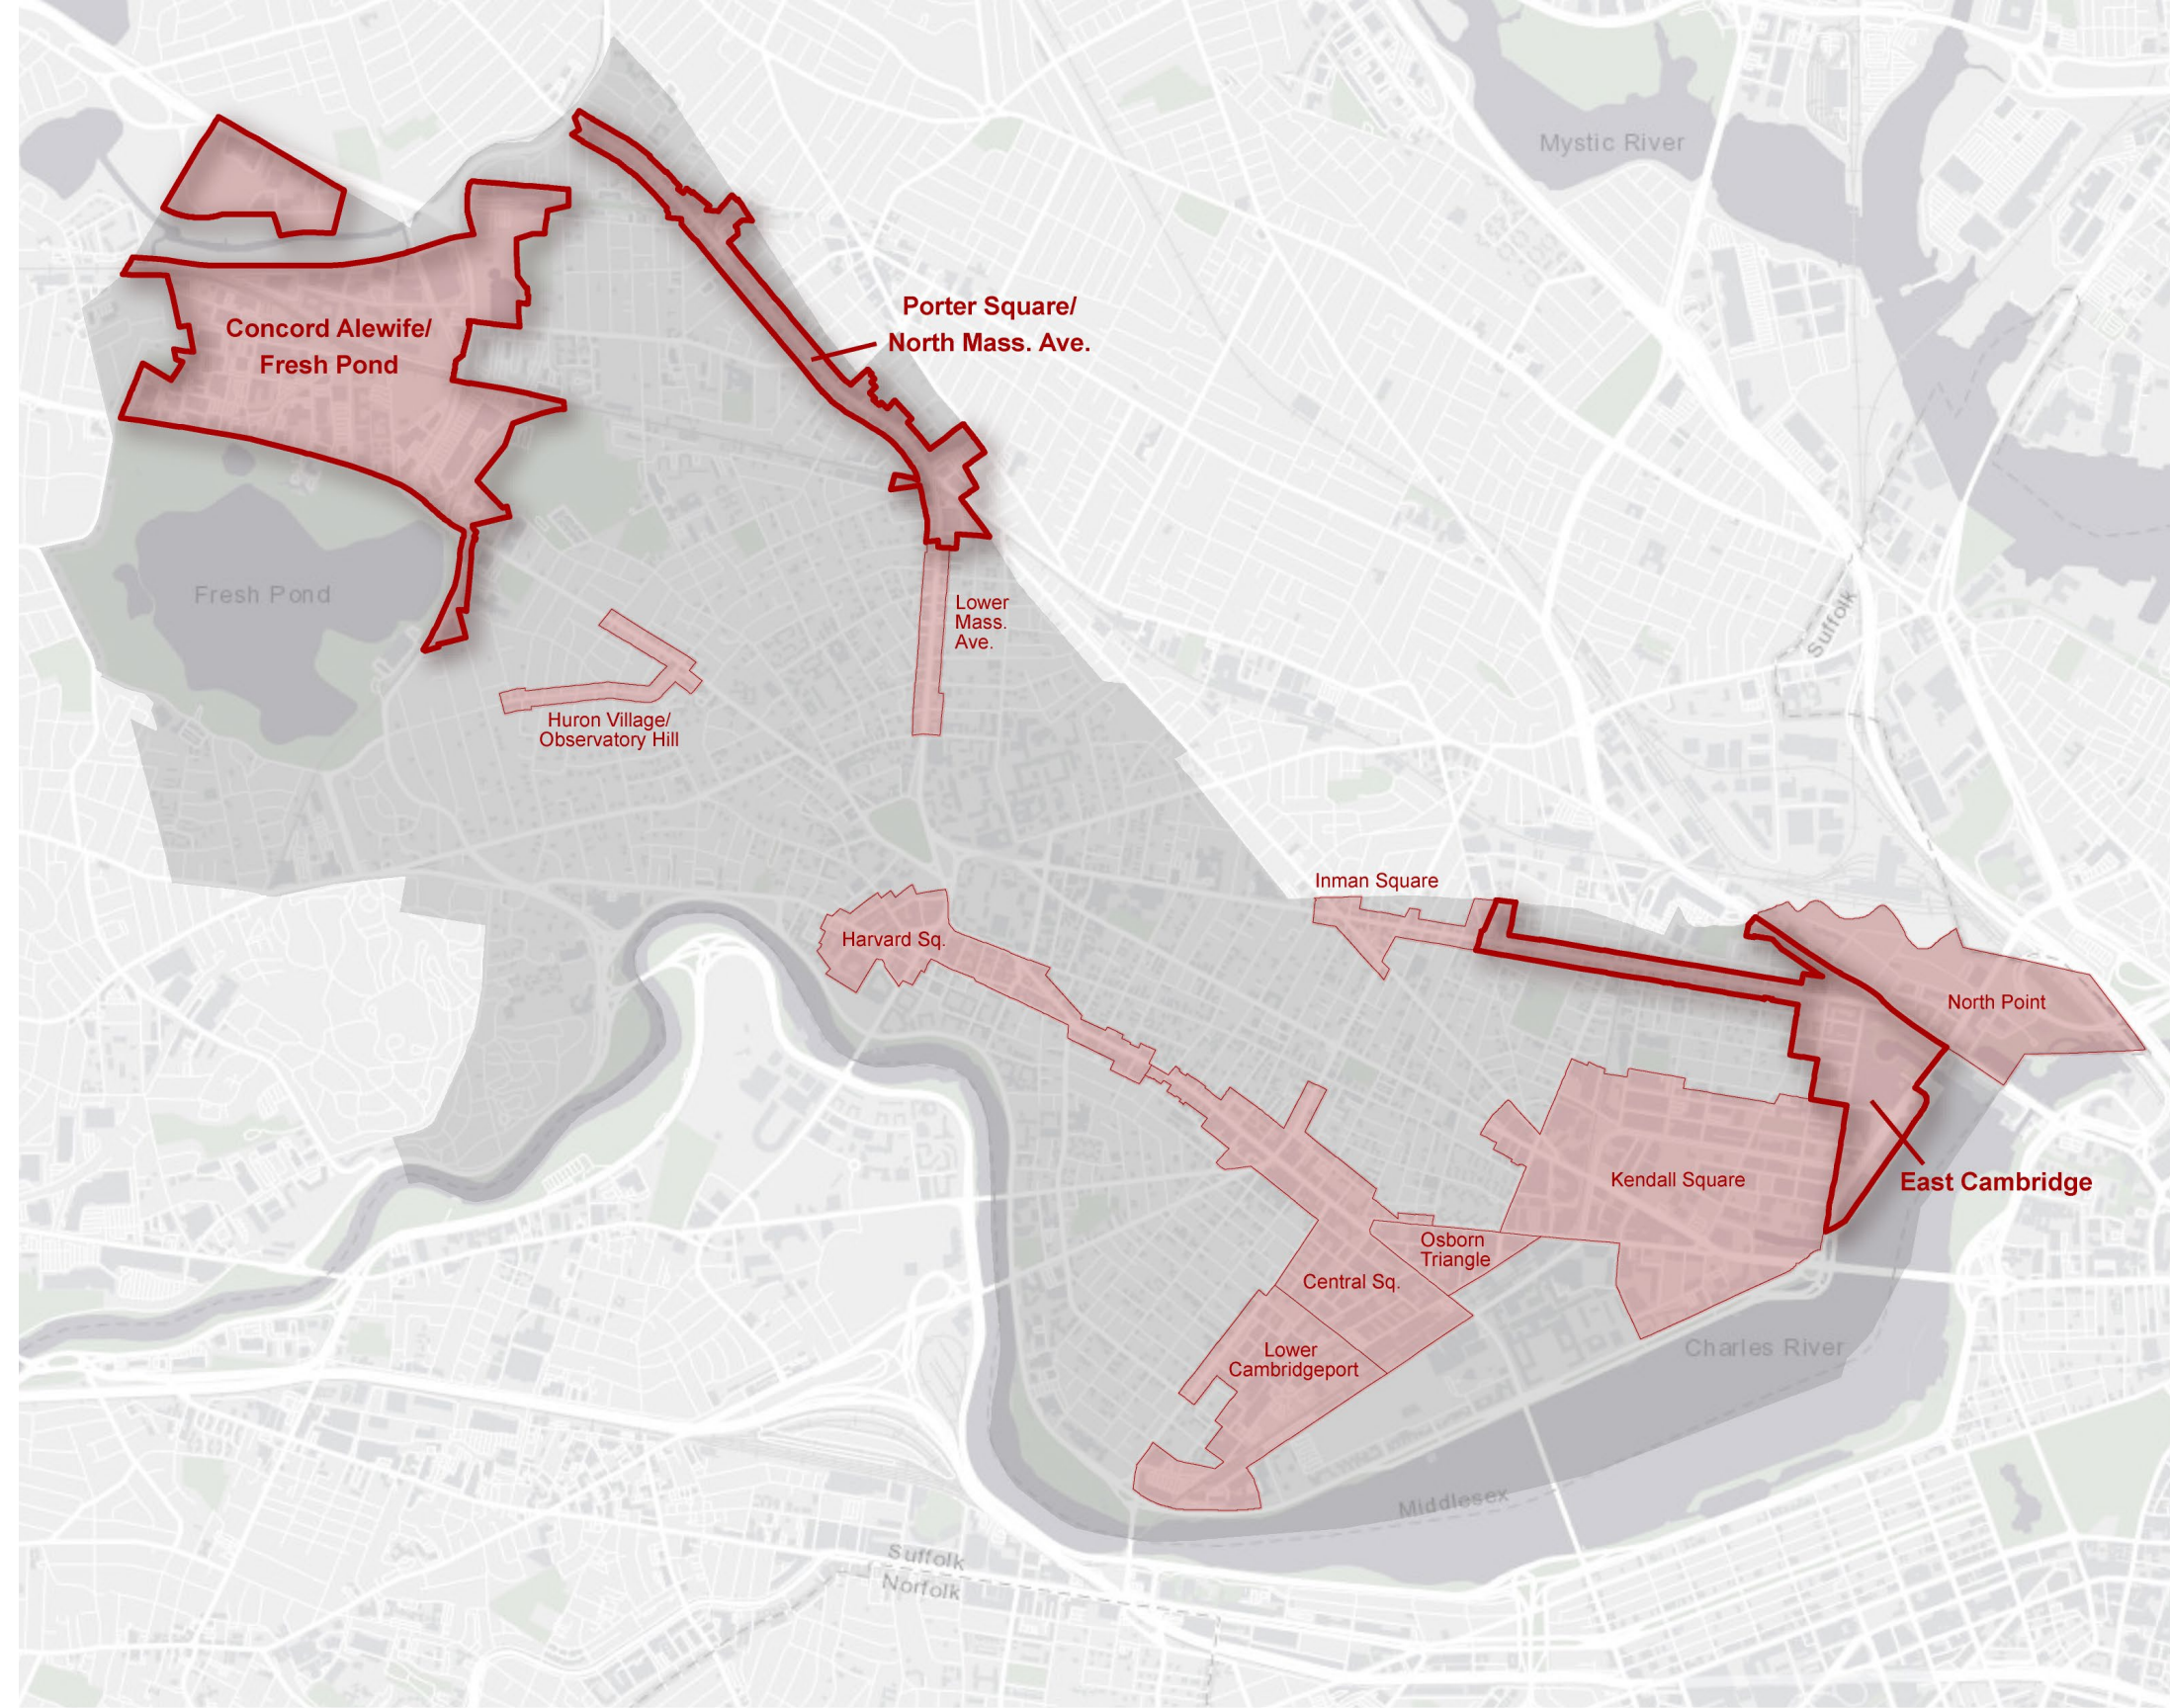 Mystic River
Porter Square/
North Mass. Ave.
Concord Alewife/
Fresh Pond
Fresh Pond
Lower
Mass.
Ave.
Suffolk
Huron Village/
Observatory Hill
Inman Square
Harvard Sq.
North Point
Kendall Square
East Cambridge
Osborn
Triangle
Central Sq.
Lower
Cambridgeport
Charles River
Middlesex
Suffolk
Norfolk